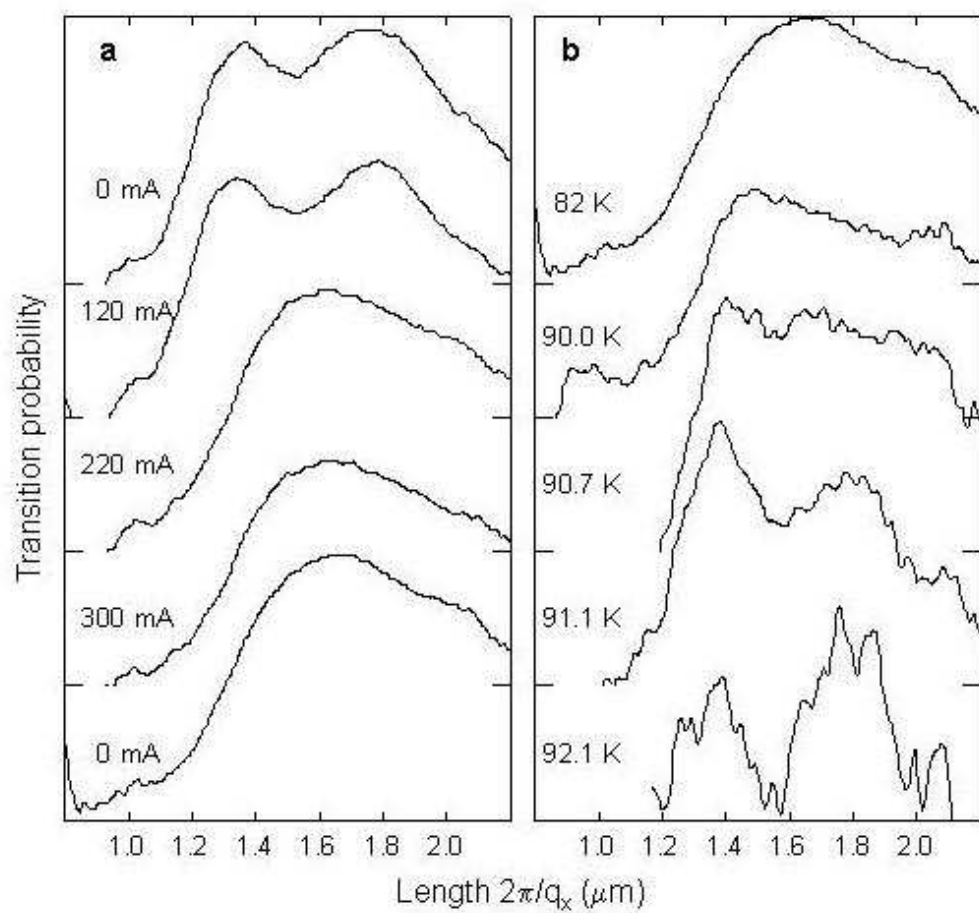 a
b
0 mA
120 mA
220 mA
300 mA
0 mA
82 K
90.0 K
90.7 K
91.1 K
92.1 K
Transition probability
1.0 1.2 1.4 1.6 1.8 2.0
1.0 1.2 1.4 1.6 1.8 2.0
Length 2π/qₓ (μm)